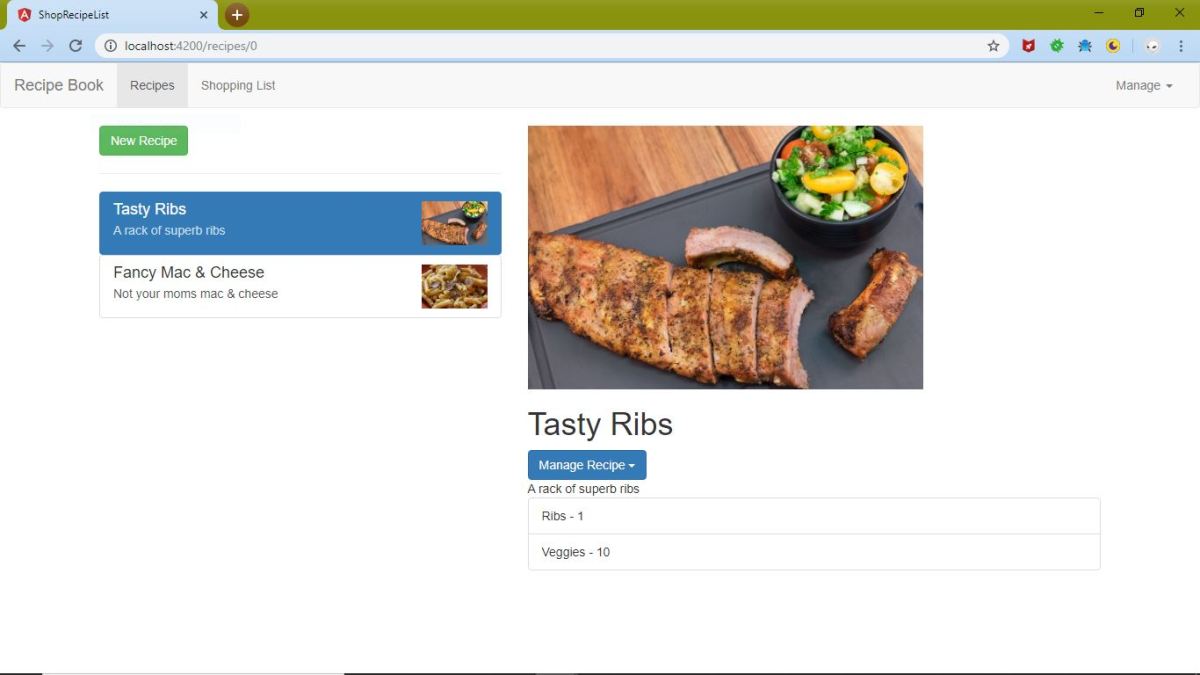 ShopRecipeList
localhost:4200/recipes/0
Recipe Book
Recipes
Shopping List
Manage
New Recipe
Tasty Ribs
A rack of superb ribs
Fancy Mac & Cheese
Not your moms mac & cheese
Tasty Ribs
Manage Recipe
A rack of superb ribs
Ribs - 1
Veggies - 10